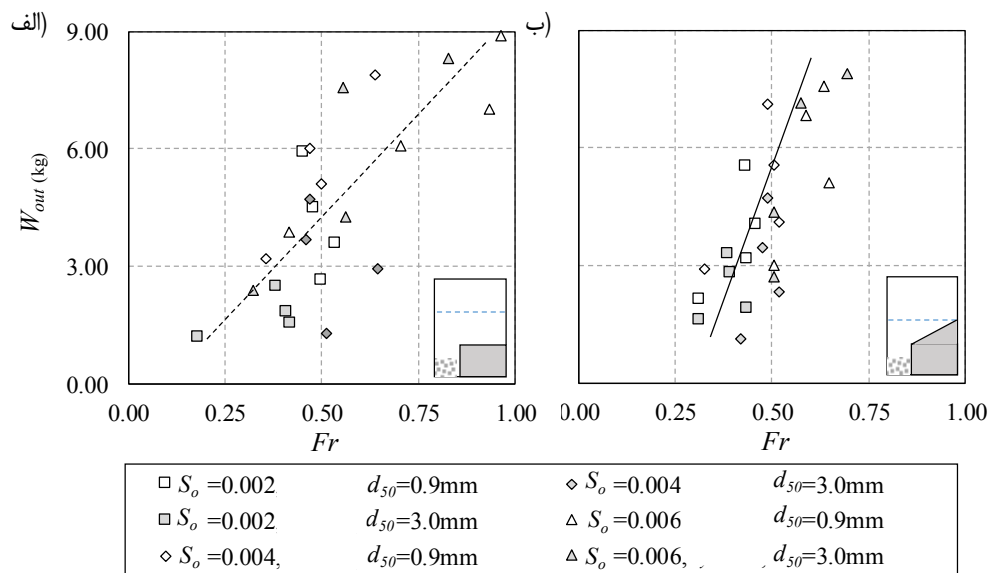 الف)
ب)
9.00
6.00
3.00
0.00
W_out (kg)
0.00 0.25 0.50 0.75 1.00
Fr
0.00 0.25 0.50 0.75 1.00
Fr
S_o =0.002, d_50=0.9mm
S_o =0.004 d_50=3.0mm
S_o =0.002, d_50=3.0mm
S_o =0.006 d_50=0.9mm
S_o =0.004, d_50=0.9mm
S_o =0.006, d_50=3.0mm